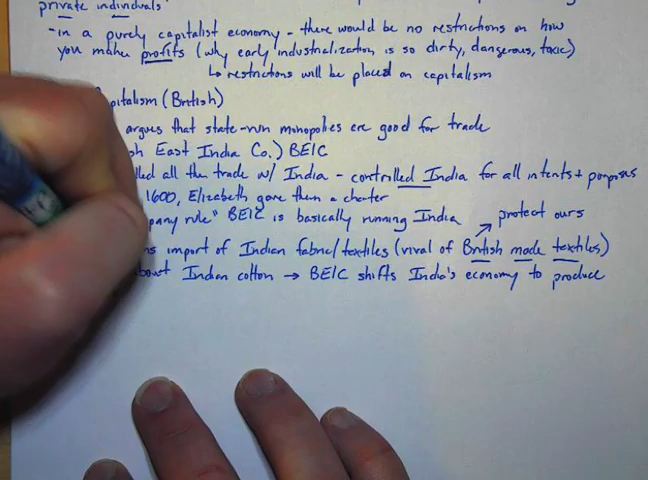 private individuals
-in a purely capitalist economy - there would be no restrictions on how
you make profits (why early industrialization is so dirty, dangerous, toxic)
↳ restrictions will be placed on capitalism
(British)
argues that state-run monopolies are good for trade
East India Co.) BEIC
all the trade w/ India - controlled India for all intents + purposes
1600, Elizabeth gave them a charter
rule" BEIC is basically running India
protect ours
import of Indian fabric/textiles (rival of British made textiles)
about Indian cotton → BEIC shifts India's economy to produce